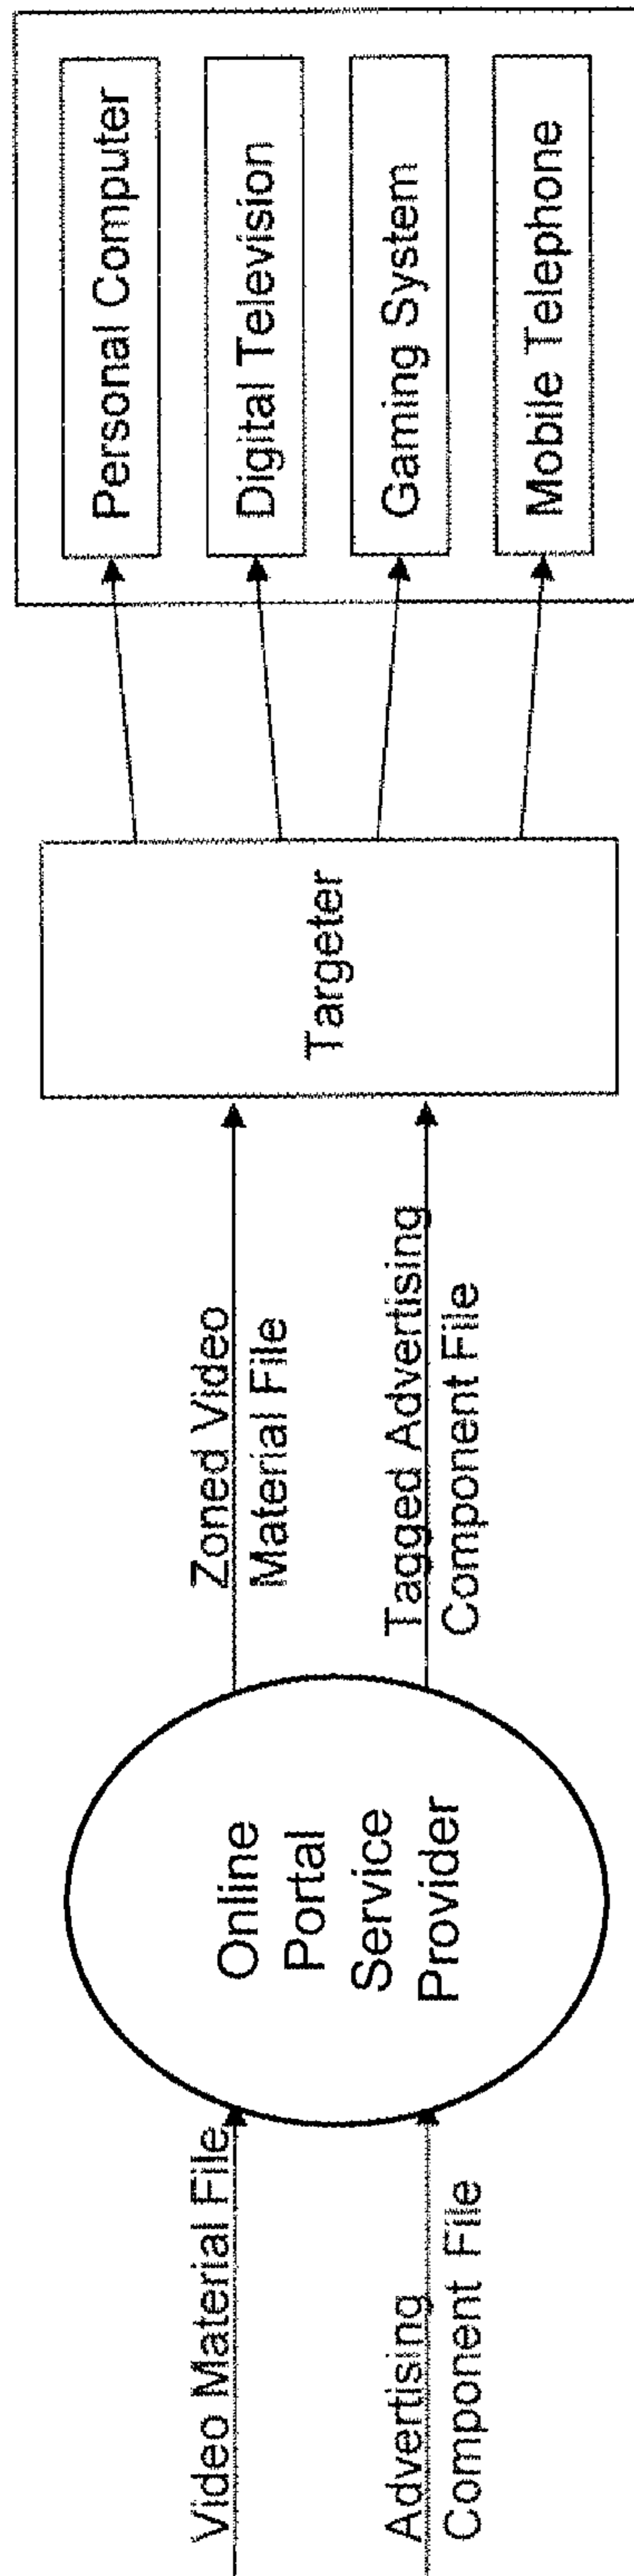 Video Material File
Advertising
Component File
Online
Portal
Service
Provider
Zoned Video
Material File
Tagged Advertising
Component File
Targeter
Personal Computer
Digital Television
Gaming System
Mobile Telephone